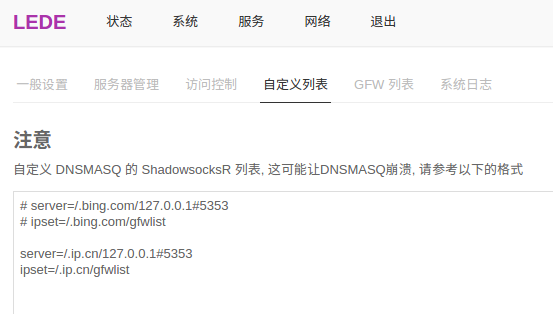 LEDE 状态 系统 服务 网络 退出
一般设置 服务器管理 访问控制 自定义列表 GFW 列表 系统日志
注意
自定义 DNSMASQ 的 ShadowsocksR 列表, 这可能让DNSMASQ崩溃, 请参考以下的格式
# server=/.bing.com/127.0.0.1#5353
# ipset=/.bing.com/gfwlist
server=/.ip.cn/127.0.0.1#5353
ipset=/.ip.cn/gfwlist